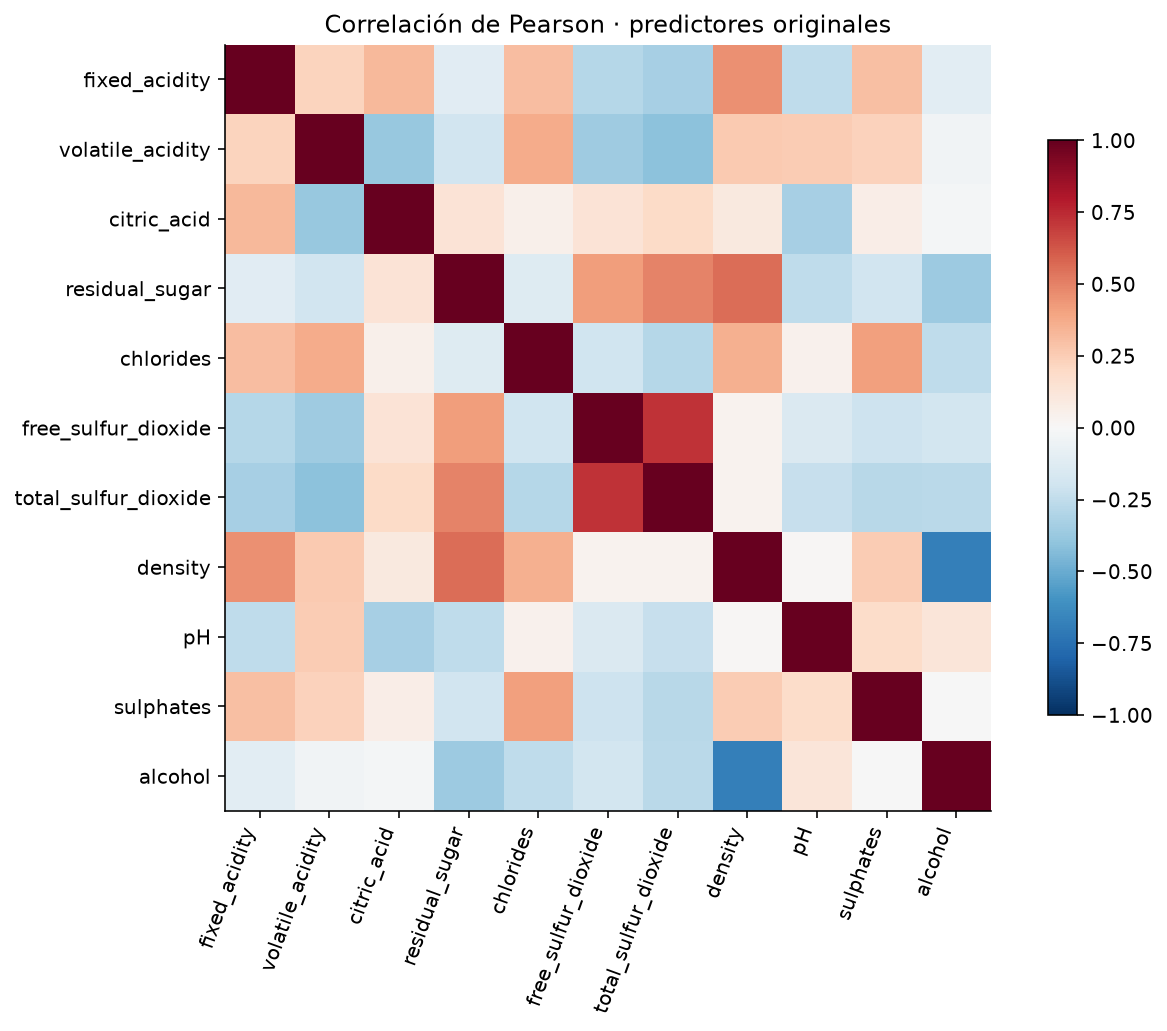 Correlación de Pearson · predictores originales
fixed_acidity
volatile_acidity
citric_acid
residual_sugar
chlorides
free_sulfur_dioxide
total_sulfur_dioxide
density
pH
sulphates
alcohol
fixed_acidity
volatile_acidity
citric_acid
residual_sugar
chlorides
free_sulfur_dioxide
total_sulfur_dioxide
density
pH
sulphates
alcohol
1.00
0.75
0.50
0.25
0.00
−0.25
−0.50
−0.75
−1.00